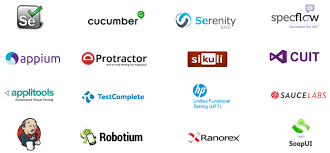 Se
cucumber
Serenity
BDD
specflow
Cucumber for .NET
appium
Protractor
end to end testing for AngularJS
sikuli
CUIT
applitools
Automated Visual Testing
TestComplete
hp
Unified Functional
Testing (UFT)
SAUCELABS
Robotium
Ranorex
SoapUI